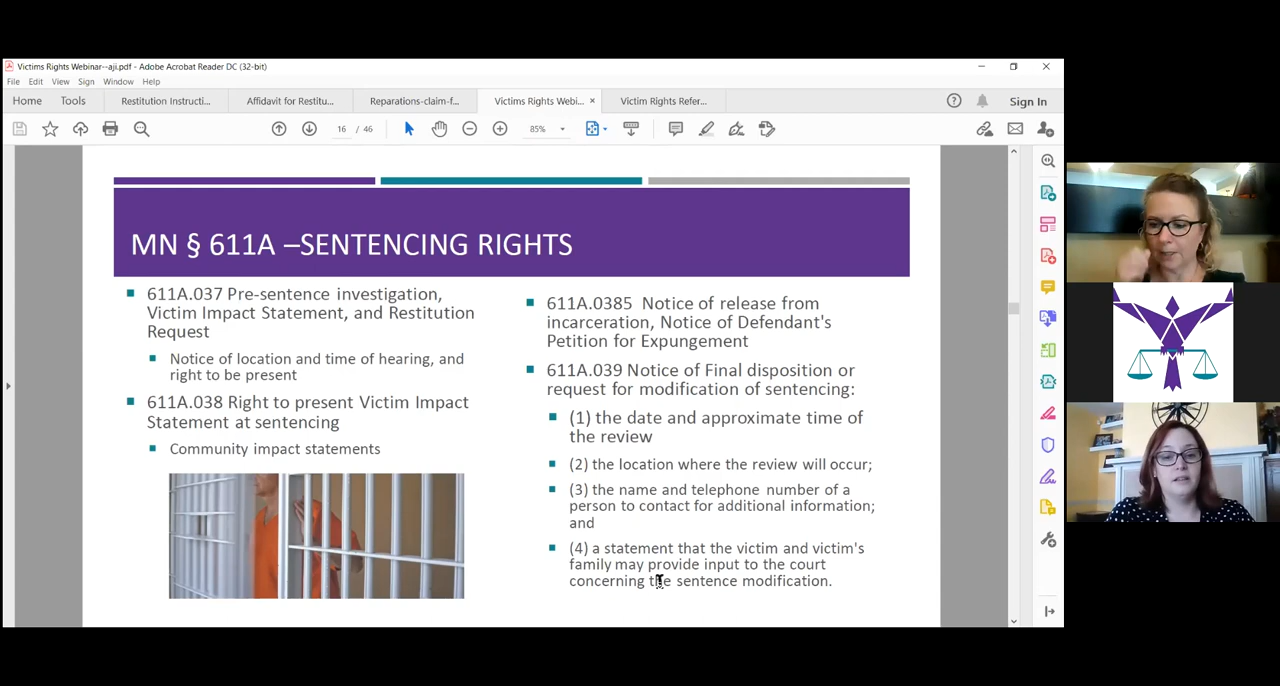 Victims Rights Webinar--aji.pdf - Adobe Acrobat Reader DC (32-bit)
File Edit View Sign Window Help
Home Tools Restitution Instructi... Affidavit for Restitu... Reparations-claim-f... Victims Rights Webi... × Victim Rights Refer... Sign In
16 / 46 85%
MN § 611A –SENTENCING RIGHTS
611A.037 Pre-sentence investigation,
Victim Impact Statement, and Restitution
Request
Notice of location and time of hearing, and
right to be present
611A.038 Right to present Victim Impact
Statement at sentencing
Community impact statements
611A.0385 Notice of release from
incarceration, Notice of Defendant's
Petition for Expungement
611A.039 Notice of Final disposition or
request for modification of sentencing:
(1) the date and approximate time of
the review
(2) the location where the review will occur;
(3) the name and telephone number of a
person to contact for additional information;
and
(4) a statement that the victim and victim's
family may provide input to the court
concerning the sentence modification.